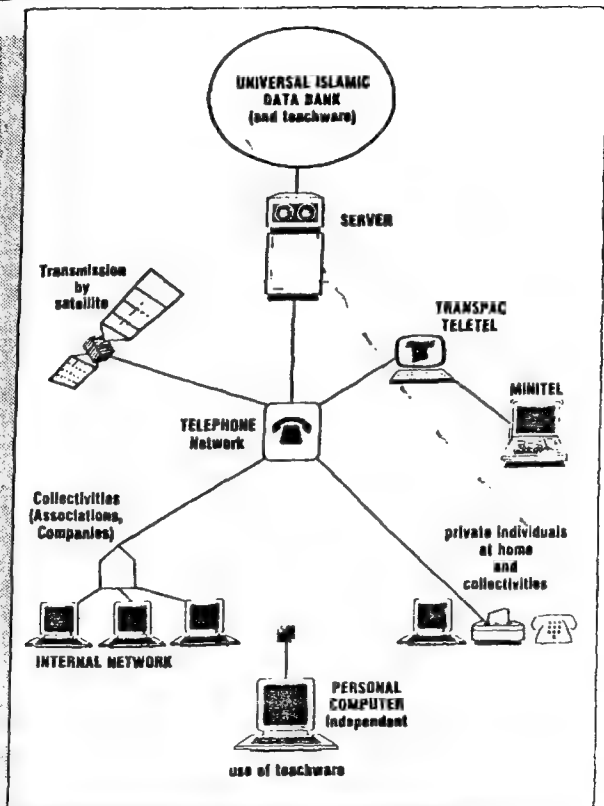 UNIVERSAL ISLAMIC
DATA BANK
(and teachware)
SERVER
Transmission
by
satellite
TRANSPAC
TELETEL
MINITEL
TELEPHONE
Network
Collectivities
(Associations,
Companies)
private individuals
at home
and
collectivities
INTERNAL NETWORK
PERSONAL
COMPUTER
independent
use of teachware